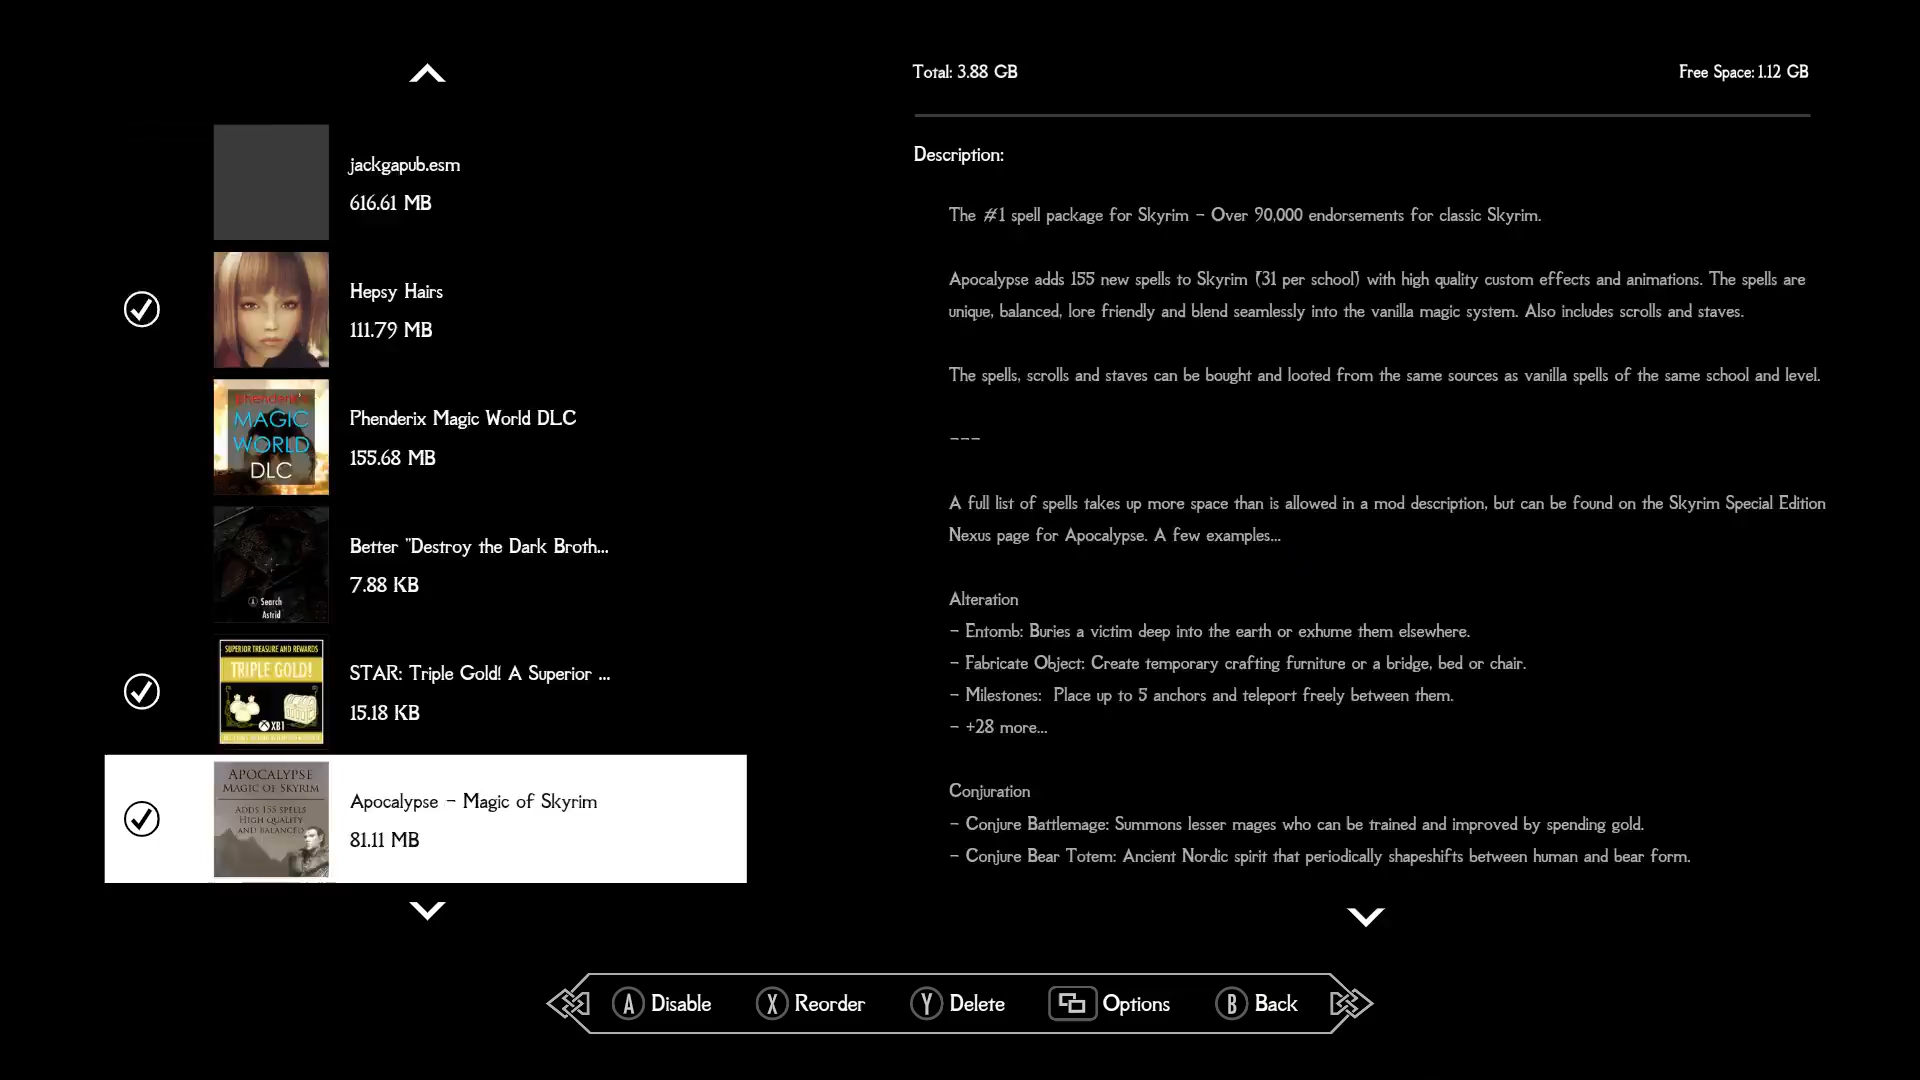 Total: 3.88 GB
Free Space: 1.12 GB
jackgapub.esm
616.61 MB
Hepsy Hairs
111.79 MB
Phenderix Magic World DLC
155.68 MB
phenderix
MAGIC
WORLD
DLC
Better "Destroy the Dark Broth...
7.88 KB
A Search
Astrid
STAR: Triple Gold! A Superior ...
15.18 KB
SUPERIOR TREASURE AND REWARDS
TRIPLE GOLD!
XB1
Apocalypse - Magic of Skyrim
81.11 MB
APOCALYPSE
MAGIC OF SKYRIM
ADDS 155 SPELLS
HIGH QUALITY
AND BALANCED
Description:
The #1 spell package for Skyrim - Over 90,000 endorsements for classic Skyrim.
Apocalypse adds 155 new spells to Skyrim (31 per school) with high quality custom effects and animations. The spells are
unique, balanced, lore friendly and blend seamlessly into the vanilla magic system. Also includes scrolls and staves.
The spells, scrolls and staves can be bought and looted from the same sources as vanilla spells of the same school and level.
---
A full list of spells takes up more space than is allowed in a mod description, but can be found on the Skyrim Special Edition
Nexus page for Apocalypse. A few examples...
Alteration
- Entomb: Buries a victim deep into the earth or exhume them elsewhere.
- Fabricate Object: Create temporary crafting furniture or a bridge, bed or chair.
- Milestones:  Place up to 5 anchors and teleport freely between them.
- +28 more...
Conjuration
- Conjure Battlemage: Summons lesser mages who can be trained and improved by spending gold.
- Conjure Bear Totem: Ancient Nordic spirit that periodically shapeshifts between human and bear form.
A Disable X Reorder Y Delete Options B Back